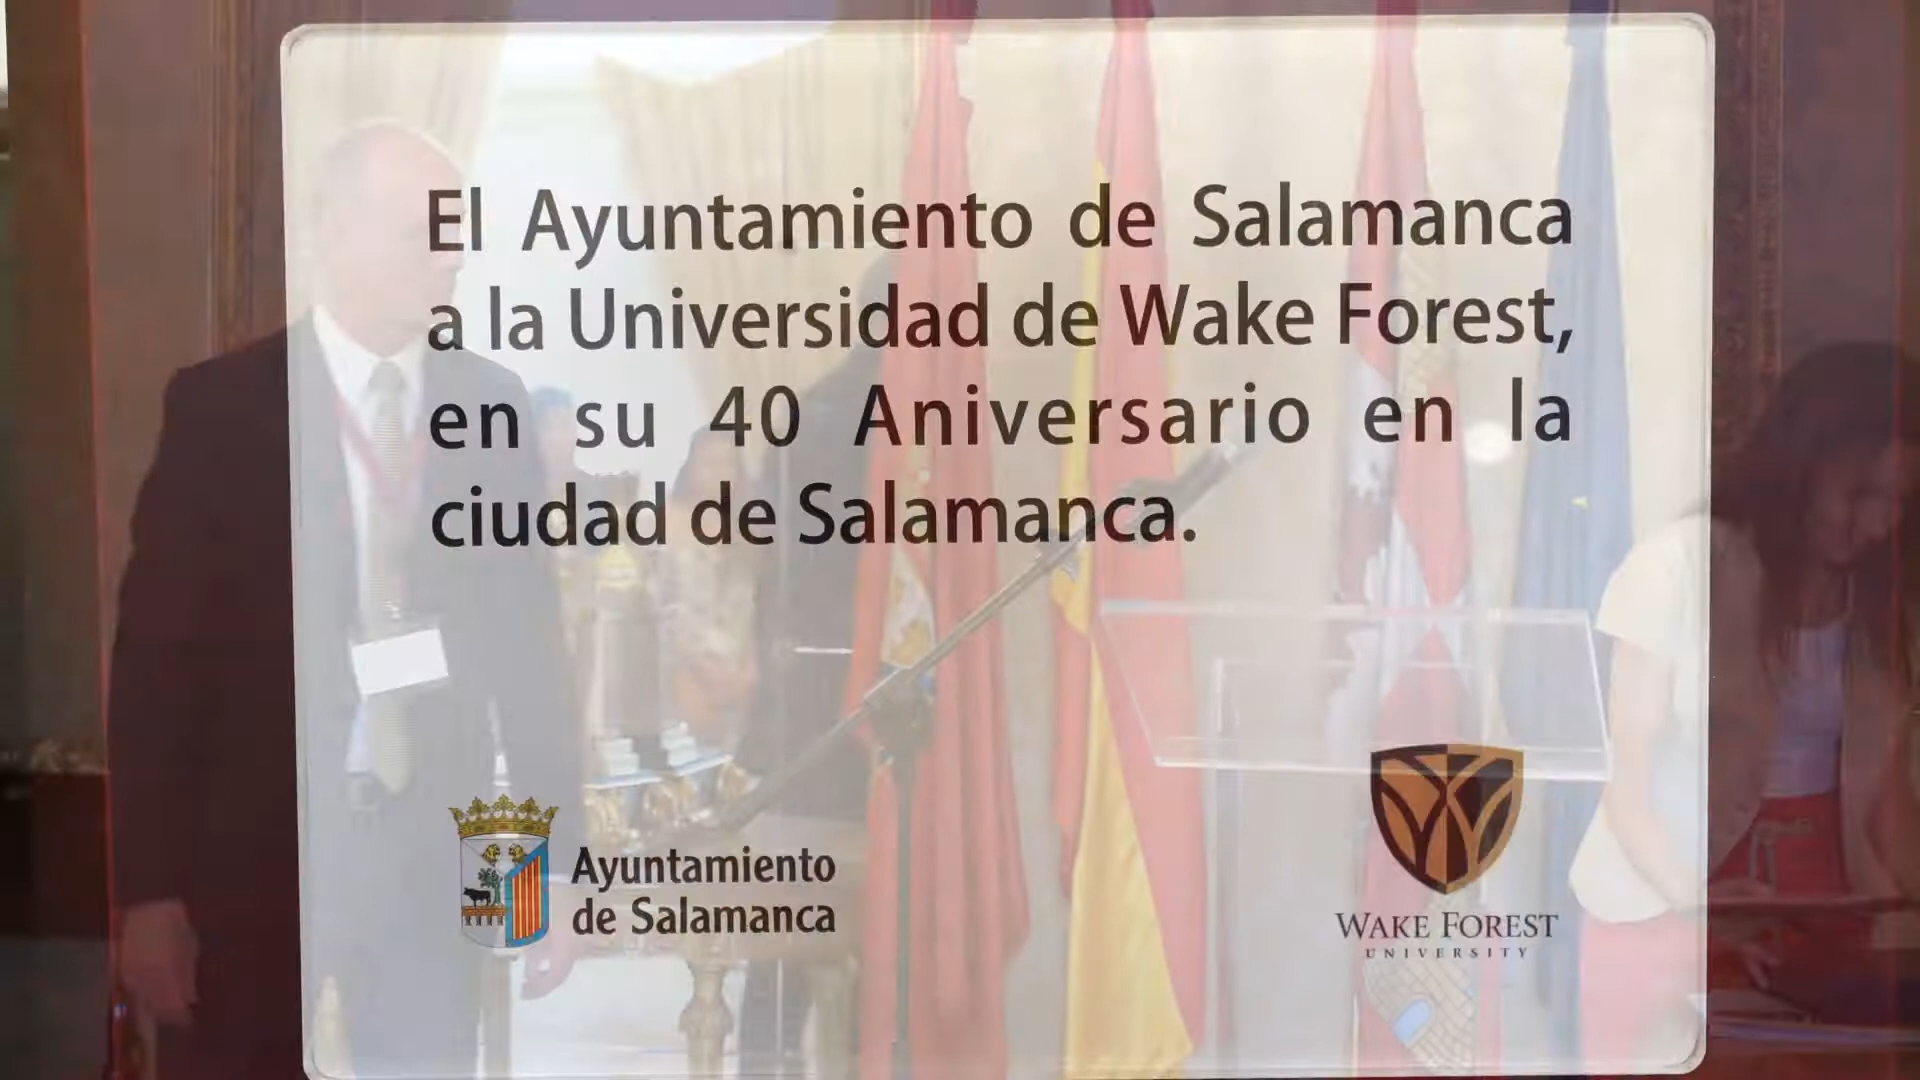 El Ayuntamiento de Salamanca
a la Universidad de Wake Forest,
en su 40 Aniversario en la
ciudad de Salamanca.
Ayuntamiento
de Salamanca
WAKE FOREST
UNIVERSITY